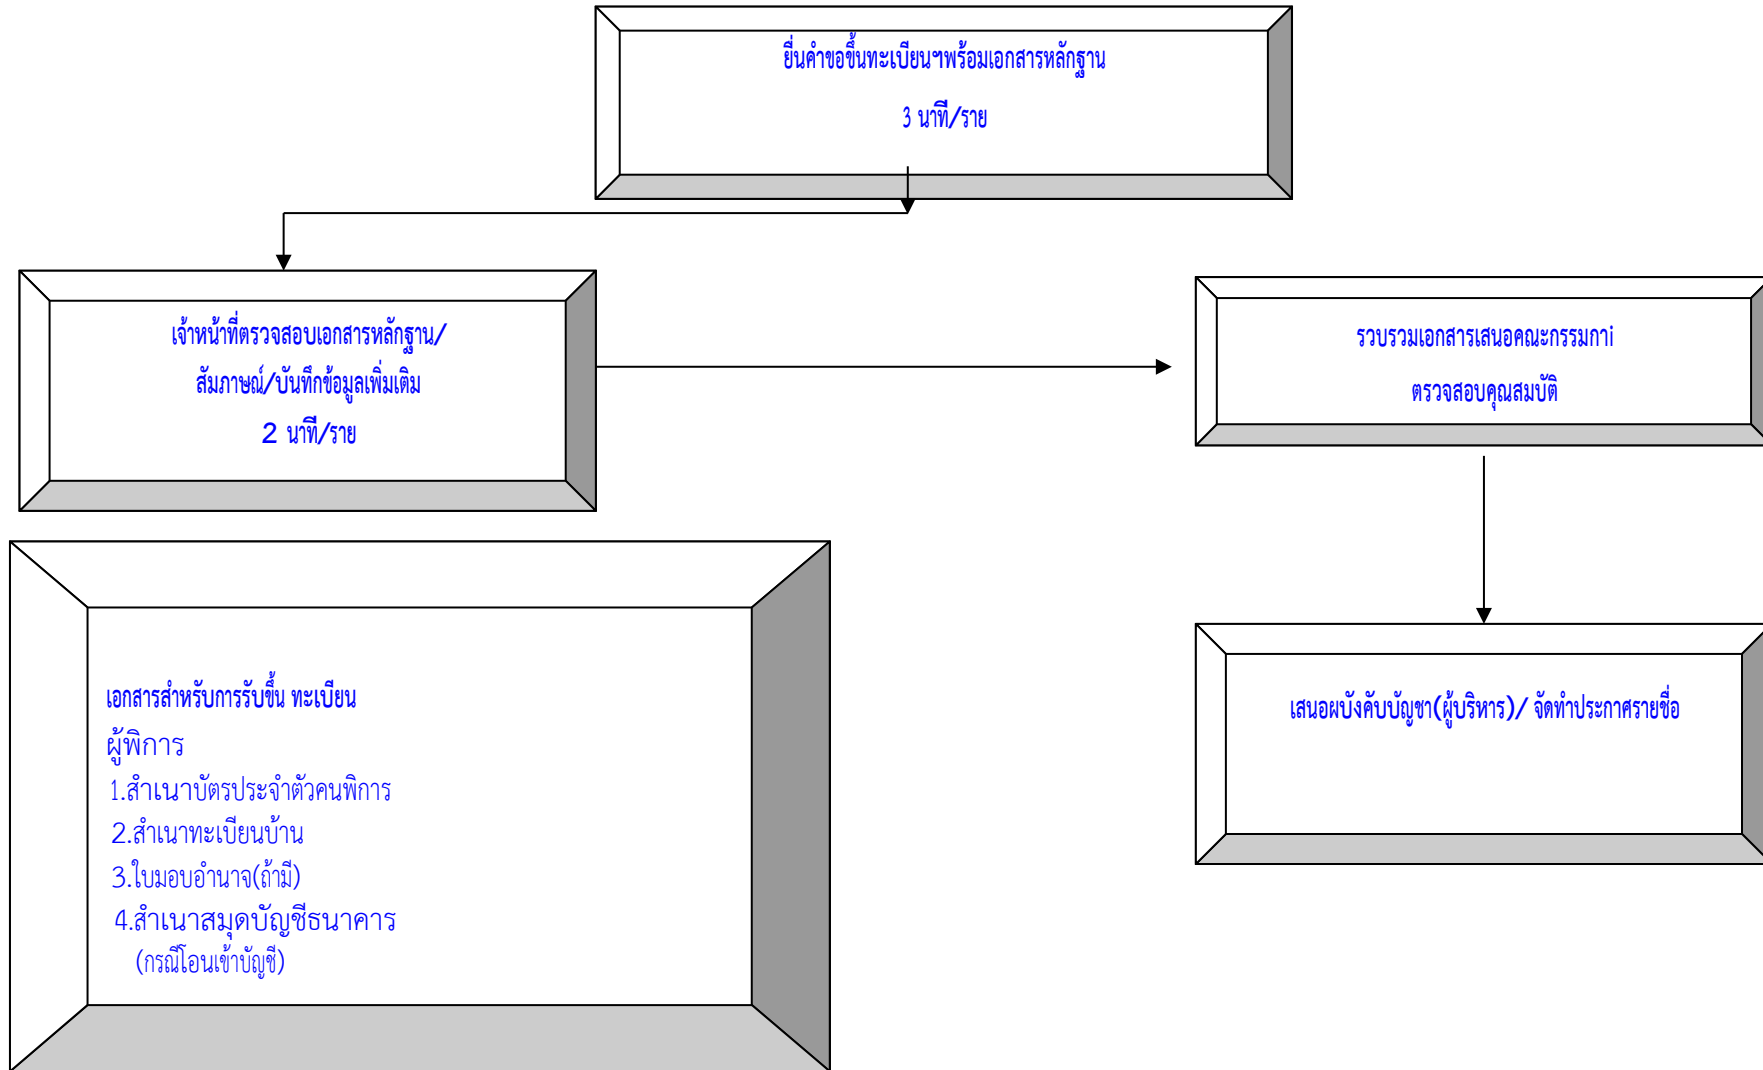 ยื่นคำขอขึ้นทะเบียนฯพร้อมเอกสารหลักฐาน
3 นาที/ราย
เจ้าหน้าที่ตรวจสอบเอกสารหลักฐาน/
สัมภาษณ์/บันทึกข้อมูลเพิ่มเติม
2 นาที/ราย
รวบรวมเอกสารเสนอคณะกรรมกาi
ตรวจสอบคุณสมบัติ
เสนอผบังคับบัญชา(ผู้บริหาร)/ จัดทำประกาศรายชื่อ
เอกสารสำหรับการรับขึ้น ทะเบียน
ผู้พิการ
1.สำเนาบัตรประจำตัวคนพิการ
2.สำเนาทะเบียนบ้าน
3.ใบมอบอำนาจ(ถ้ามี)
4.สำเนาสมุดบัญชีธนาคาร
(กรณีโอนเข้าบัญชี)